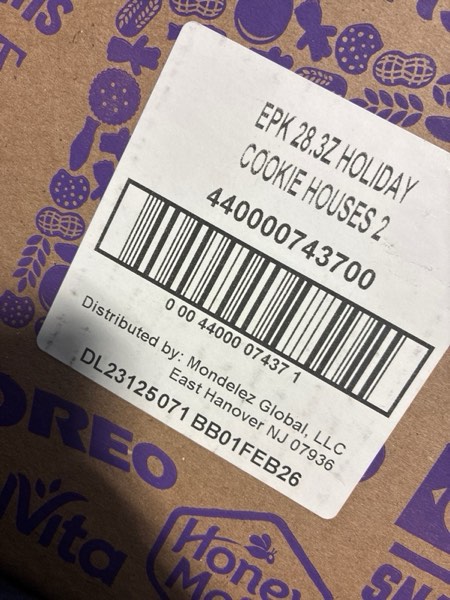 EPK 28.3Z HOLIDAY
COOKIE HOUSES 2
440000743700
0 00 44000 07437 1
Distributed by: Mondelez Global, LLC
East Hanover NJ 07936
DL23125071 BB01FEB26
OREO
Vita
Honey